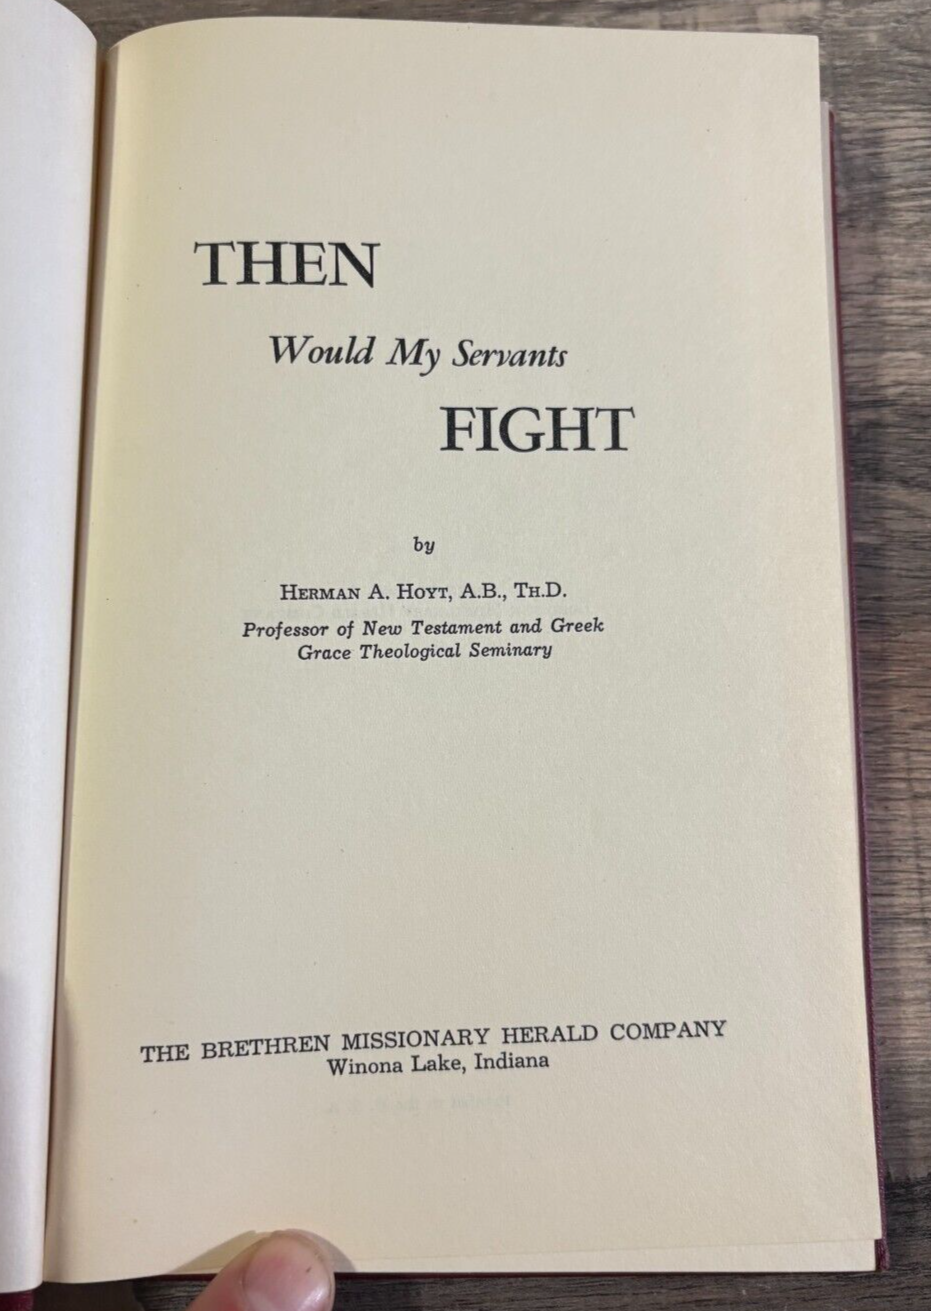 THEN
Would My Servants
FIGHT
by
HERMAN A. HOYT, A.B., TH.D.
Professor of New Testament and Greek
Grace Theological Seminary
THE BRETHREN MISSIONARY HERALD COMPANY
Winona Lake, Indiana